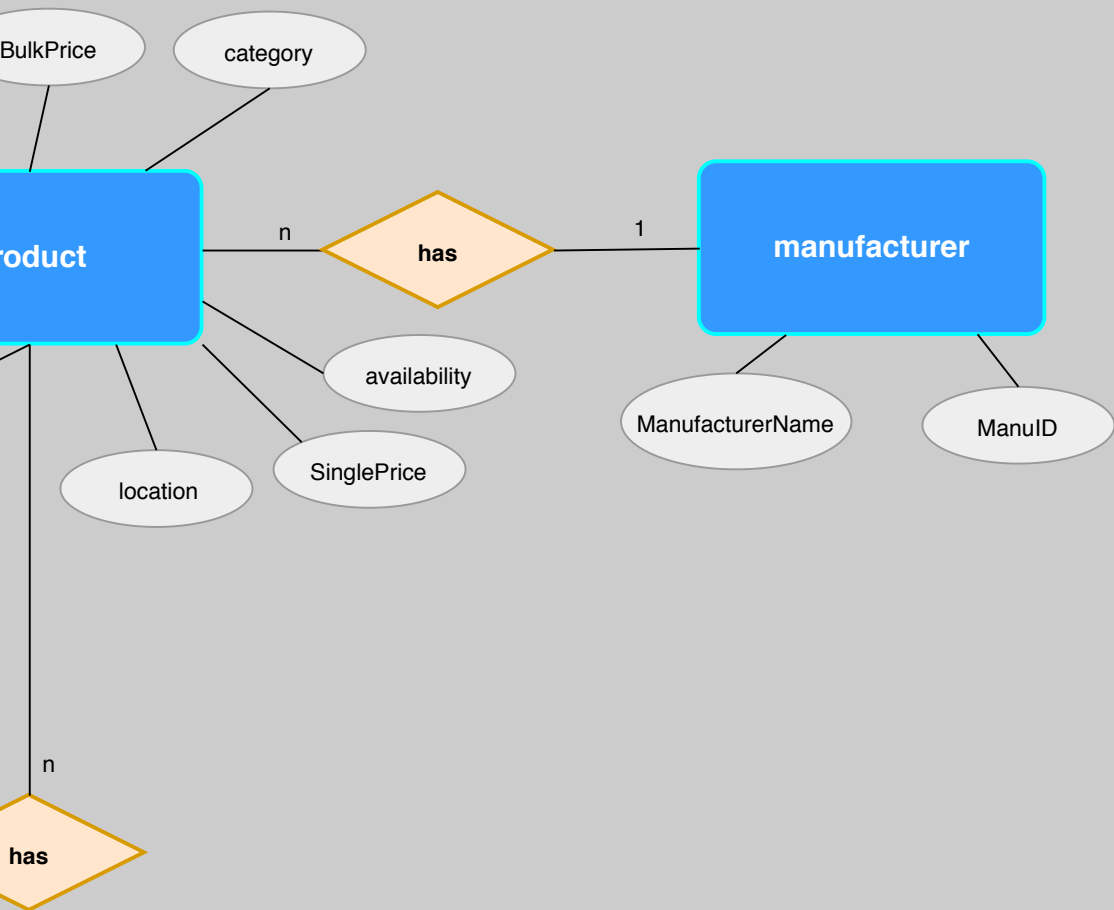 BulkPrice
category
roduct
n
has
1
manufacturer
availability
ManufacturerName
ManuID
SinglePrice
location
n
has